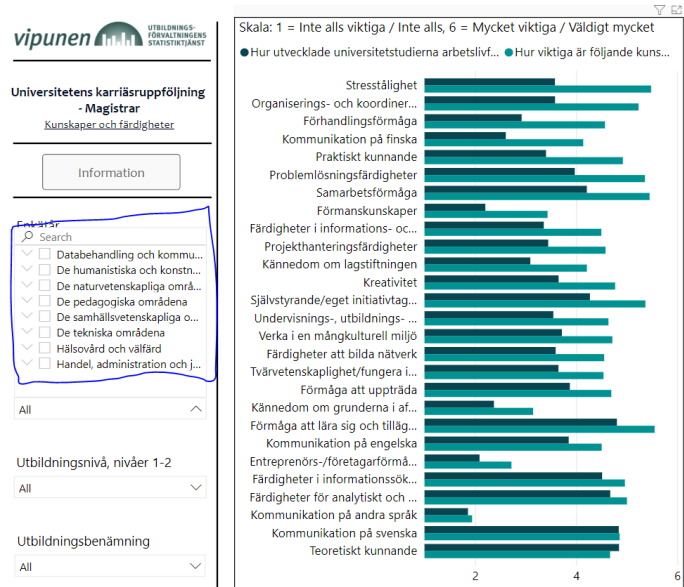 vipunen
UTBILDNINGS-
FÖRVALTNINGENS
STATISTIKTJÄNST
Universitetens karriäsruppföljning
- Magistrar
Kunskaper och färdigheter
Information
Enkätår
Search
Databehandling och kommu...
De humanistiska och konstn...
De naturvetenskapliga områ...
De pedagogiska områdena
De samhällsvetenskapliga o...
De tekniska områdena
Hälsovård och välfärd
Handel, administration och j...
All
Utbildningsnivå, nivåer 1-2
All
Utbildningsbenämning
All
Skala: 1 = Inte alls viktiga / Inte alls, 6 = Mycket viktiga / Väldigt mycket
Hur utvecklade universitetstudierna arbetslivf... Hur viktiga är följande kuns...
Stresstålighet
Organiserings- och koordiner...
Förhandlingsförmåga
Kommunikation på finska
Praktiskt kunnande
Problemlösningsfärdigheter
Samarbetsförmåga
Förmanskunskaper
Färdigheter i informations- oc...
Projekthanteringsfärdigheter
Kännedom om lagstiftningen
Kreativitet
Självstyrande/eget initiativtag...
Undervisnings-, utbildnings- ...
Verka i en mångkulturell miljö
Färdigheter att bilda nätverk
Tvärvetenskaplighet/fungera i...
Förmåga att uppträda
Kännedom om grunderna i af...
Förmåga att lära sig och tilläg...
Kommunikation på engelska
Entreprenörs-/företagarförmå...
Färdigheter i informationssök...
Färdigheter för analytiskt och ...
Kommunikation på andra språk
Kommunikation på svenska
Teoretiskt kunnande
2 4 6